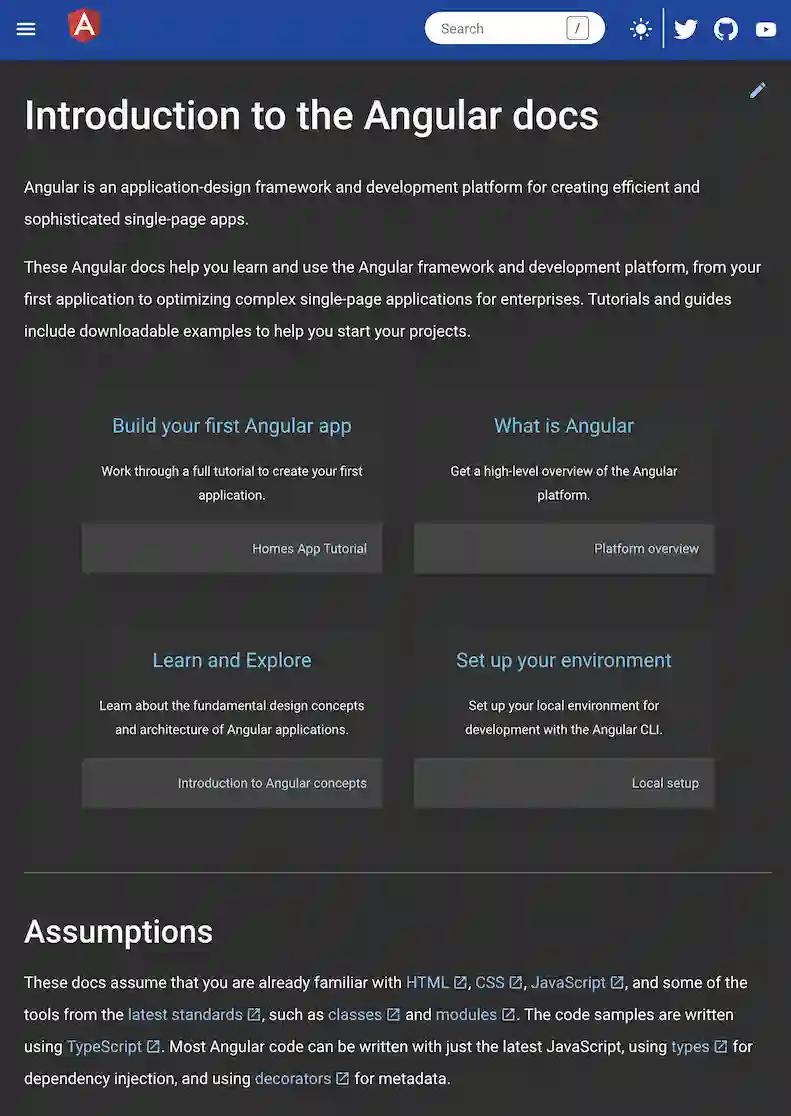 A
Search
/
Introduction to the Angular docs
Angular is an application-design framework and development platform for creating efficient and
sophisticated single-page apps.
These Angular docs help you learn and use the Angular framework and development platform, from your
first application to optimizing complex single-page applications for enterprises. Tutorials and guides
include downloadable examples to help you start your projects.
Build your first Angular app
Work through a full tutorial to create your first
application.
Homes App Tutorial
What is Angular
Get a high-level overview of the Angular
platform.
Platform overview
Learn and Explore
Learn about the fundamental design concepts
and architecture of Angular applications.
Introduction to Angular concepts
Set up your environment
Set up your local environment for
development with the Angular CLI.
Local setup
Assumptions
These docs assume that you are already familiar with HTML, CSS, JavaScript, and some of the
tools from the latest standards, such as classes and modules. The code samples are written
using TypeScript. Most Angular code can be written with just the latest JavaScript, using types for
dependency injection, and using decorators for metadata.